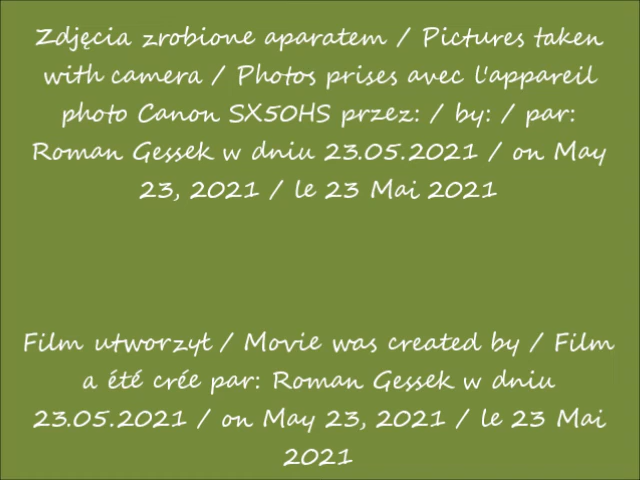 Zdjęcia zrobione aparatem / Pictures taken
with camera / Photos prises avec l'appareil
photo Canon SX50HS przez: / by: / par:
Roman Gessek w dniu 23.05.2021 / on May
23, 2021 / le 23 Mai 2021
Film utworzył / Movie was created by / Film
a été crée par: Roman Gessek w dniu
23.05.2021 / on May 23, 2021 / le 23 Mai
2021